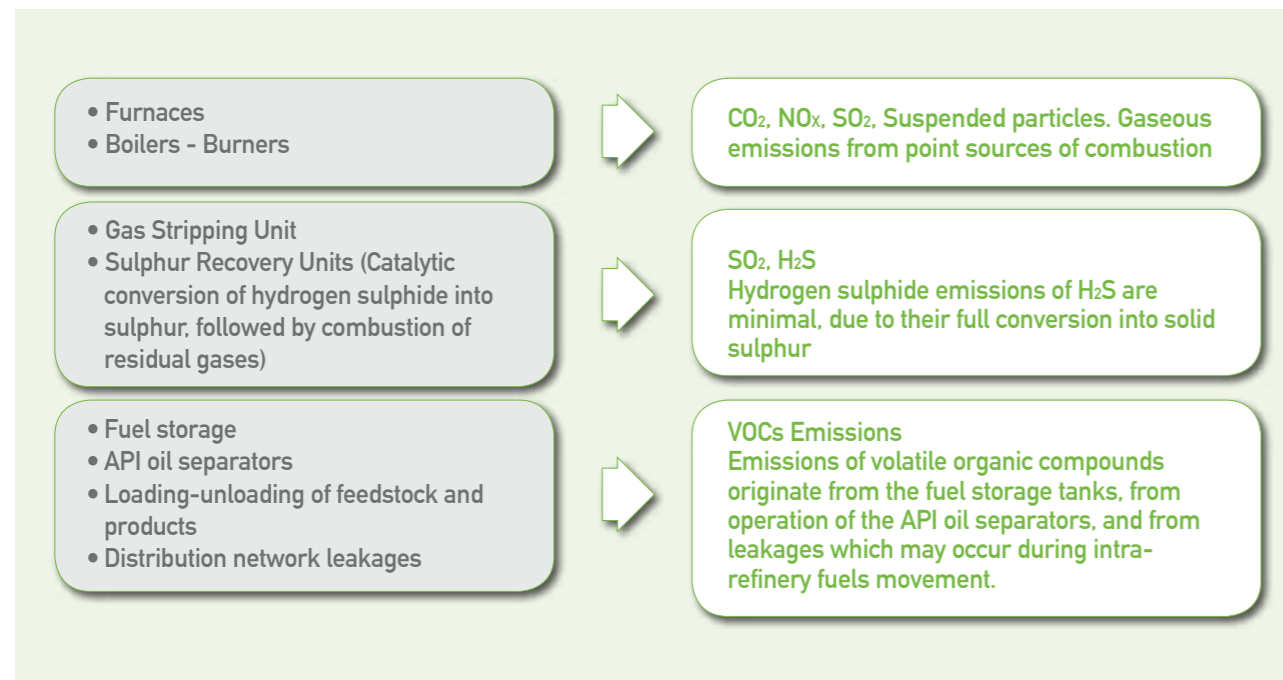 • Furnaces
• Boilers - Burners
CO₂, NOₓ, SO₂, Suspended particles. Gaseous
emissions from point sources of combustion
• Gas Stripping Unit
• Sulphur Recovery Units (Catalytic
conversion of hydrogen sulphide into
sulphur, followed by combustion of
residual gases)
SO₂, H₂S
Hydrogen sulphide emissions of H₂S are
minimal, due to their full conversion into solid
sulphur
• Fuel storage
• API oil separators
• Loading-unloading of feedstock and
products
• Distribution network leakages
VOCs Emissions
Emissions of volatile organic compounds
originate from the fuel storage tanks, from
operation of the API oil separators, and from
leakages which may occur during intra-
refinery fuels movement.